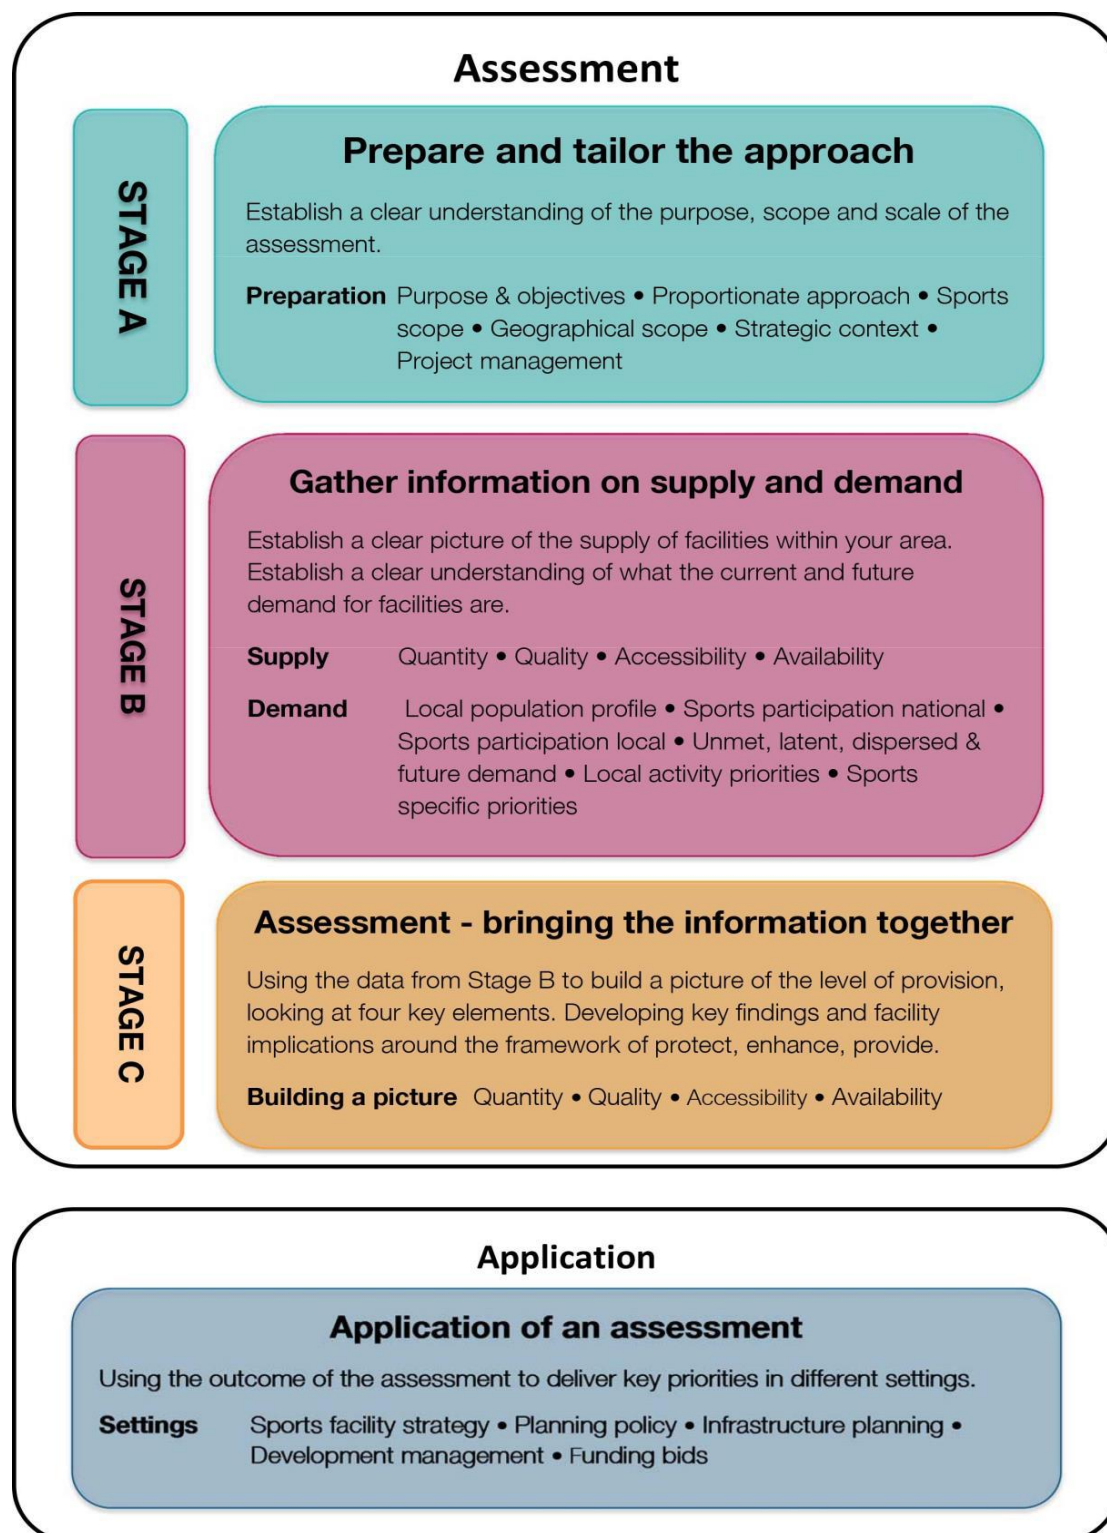 Assessment
STAGE A
Prepare and tailor the approach
Establish a clear understanding of the purpose, scope and scale of the
assessment.
Preparation Purpose & objectives • Proportionate approach • Sports
scope • Geographical scope • Strategic context •
Project management
STAGE B
Gather information on supply and demand
Establish a clear picture of the supply of facilities within your area.
Establish a clear understanding of what the current and future
demand for facilities are.
Supply Quantity • Quality • Accessibility • Availability
Demand Local population profile • Sports participation national •
Sports participation local • Unmet, latent, dispersed &
future demand • Local activity priorities • Sports
specific priorities
STAGE C
Assessment - bringing the information together
Using the data from Stage B to build a picture of the level of provision,
looking at four key elements. Developing key findings and facility
implications around the framework of protect, enhance, provide.
Building a picture Quantity • Quality • Accessibility • Availability
Application
Application of an assessment
Using the outcome of the assessment to deliver key priorities in different settings.
Settings Sports facility strategy • Planning policy • Infrastructure planning •
Development management • Funding bids